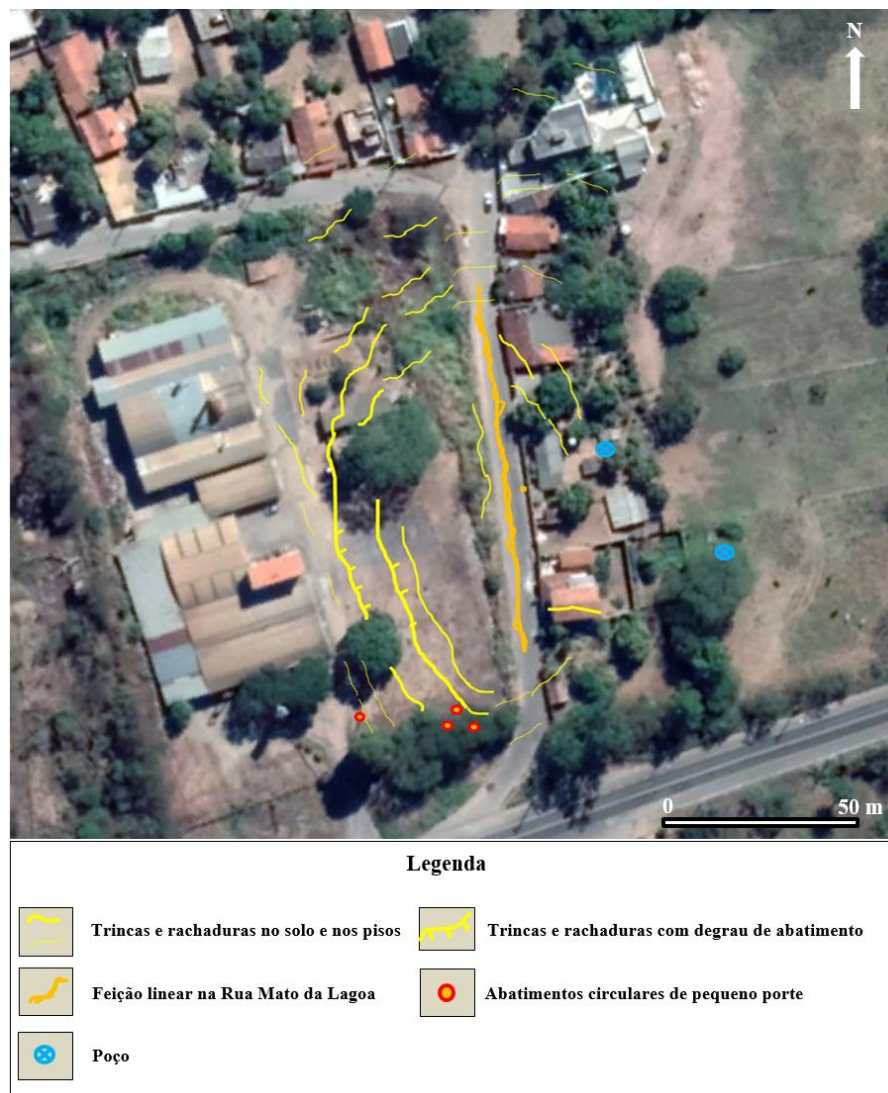 N
0 50 m
Legenda
Trincas e rachaduras no solo e nos pisos
Trincas e rachaduras com degrau de abatimento
Feição linear na Rua Mato da Lagoa
Abatimentos circulares de pequeno porte
Poço